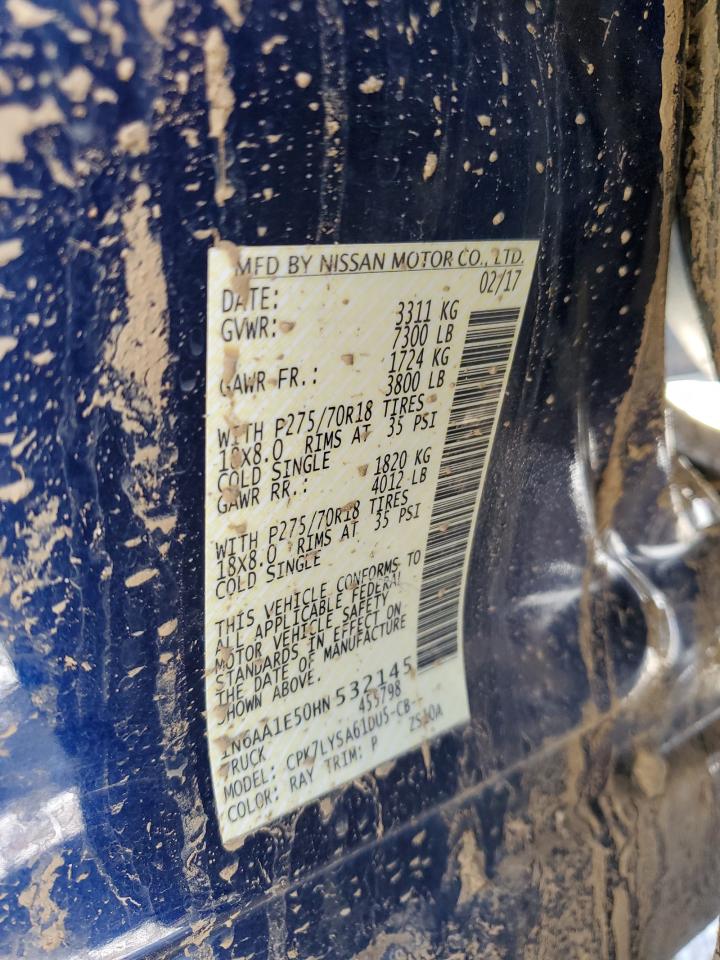 MFD BY NISSAN MOTOR CO., LTD.
DATE: 02/17
GVWR: 3311 KG
7300 LB
GAWR FR.: 1724 KG
3800 LB
WITH P275/70R18 TIRES
18X8.0 RIMS AT 35 PSI
COLD SINGLE
GAWR RR.: 1820 KG
4012 LB
WITH P275/70R18 TIRES
18X8.0 RIMS AT 35 PSI
COLD SINGLE
THIS VEHICLE CONFORMS TO
ALL APPLICABLE FEDERAL
MOTOR VEHICLE SAFETY
STANDARDS IN EFFECT ON
THE DATE OF MANUFACTURE
SHOWN ABOVE.
1N6AA1E50HN532145
TRUCK 455798
MODEL: CPK7LYSA61DUS-CB--
COLOR: RAY TRIM: P